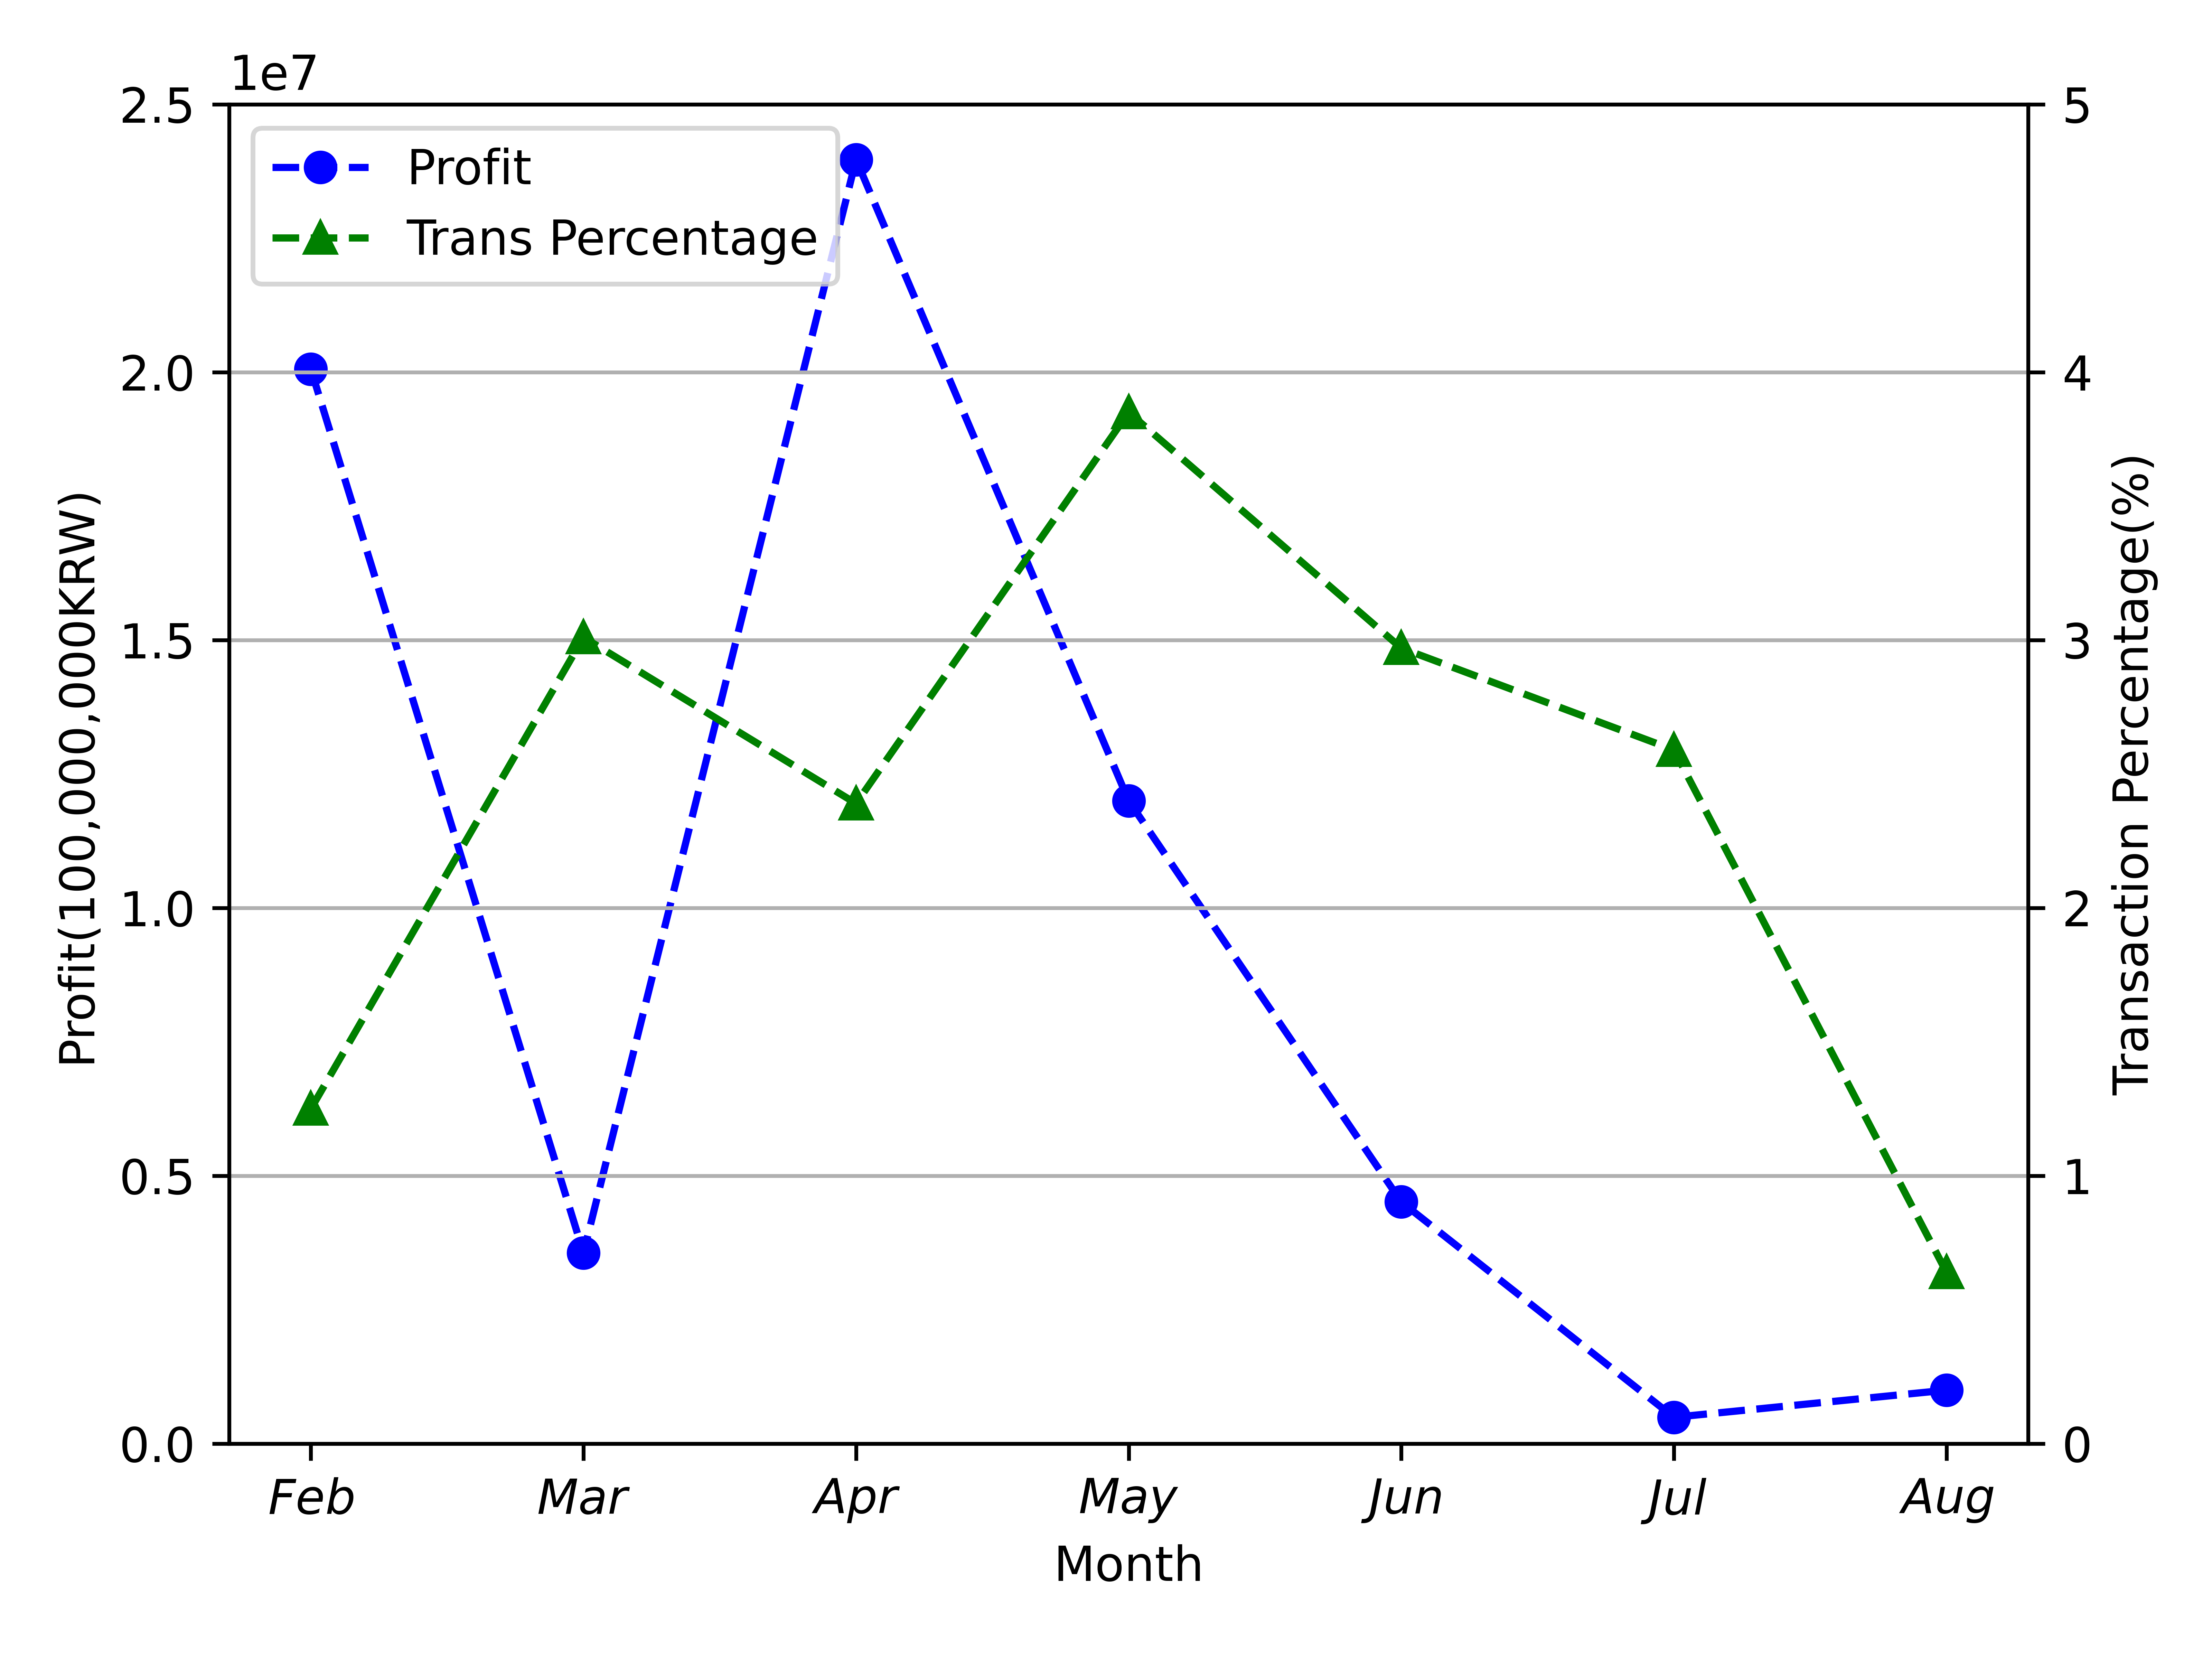 1e7
2.5
2.0
1.5
1.0
0.5
0.0
Profit(100,000,000KRW)
Profit
Trans Percentage
5
4
3
2
1
0
Transaction Percentage(%)
Feb Mar Apr May Jun Jul Aug
Month